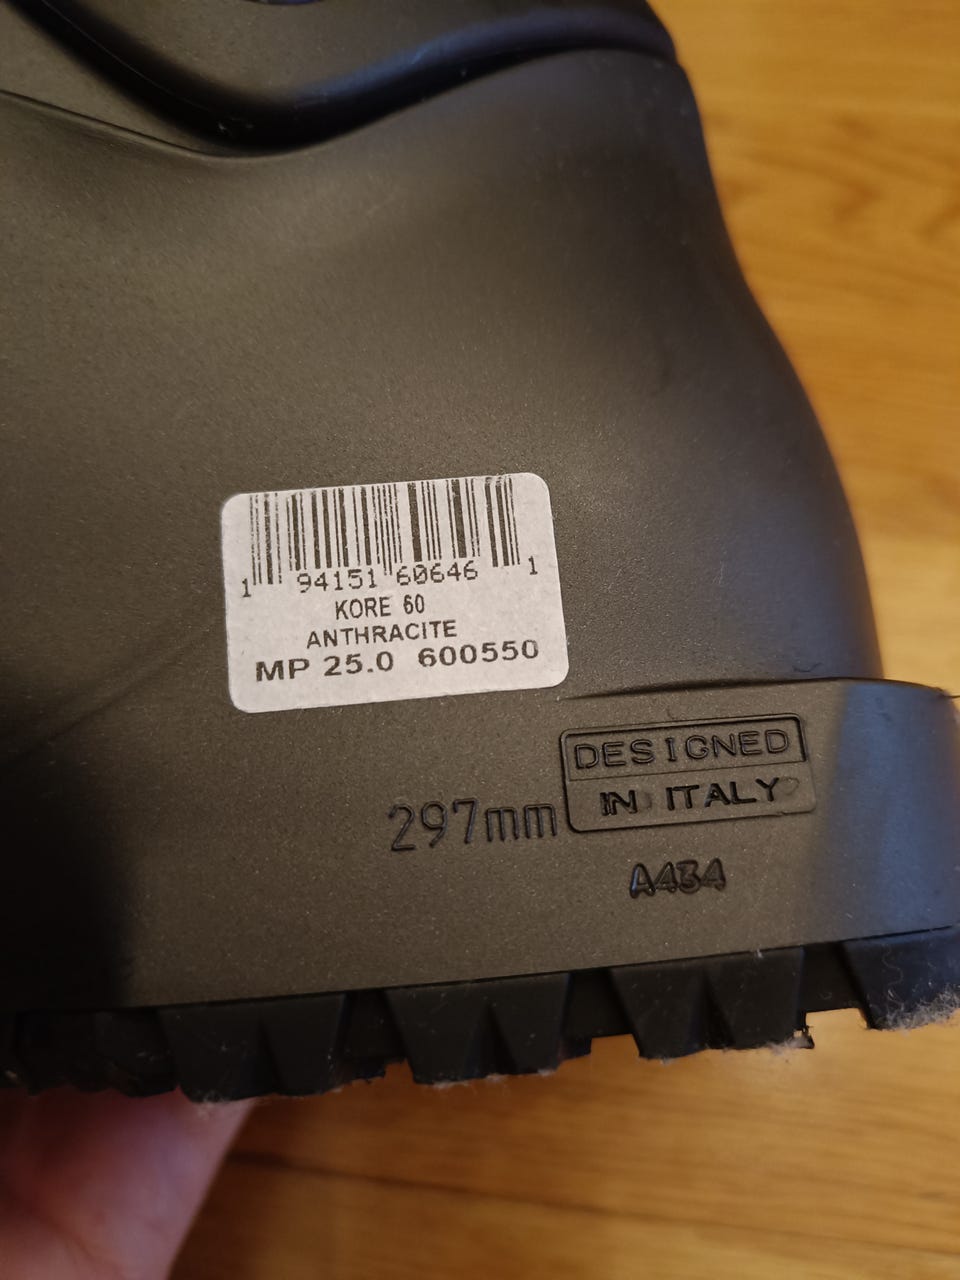 1 94151 60646 1
KORE 60
ANTHRACITE
MP 25.0 600550
DESIGNED
IN ITALY
297mm
A434